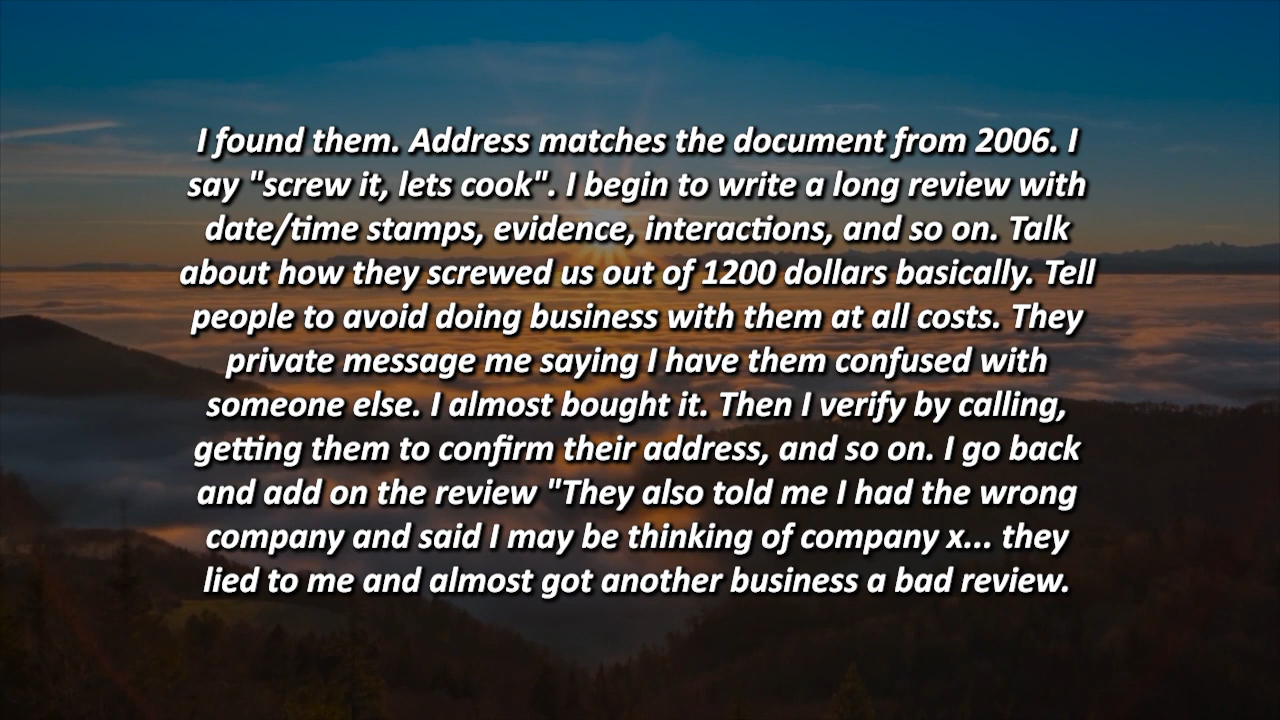 I found them. Address matches the document from 2006. I
say "screw it, lets cook". I begin to write a long review with
date/time stamps, evidence, interactions, and so on. Talk
about how they screwed us out of 1200 dollars basically. Tell
people to avoid doing business with them at all costs. They
private message me saying I have them confused with
someone else. I almost bought it. Then I verify by calling,
getting them to confirm their address, and so on. I go back
and add on the review "They also told me I had the wrong
company and said I may be thinking of company x... they
lied to me and almost got another business a bad review.